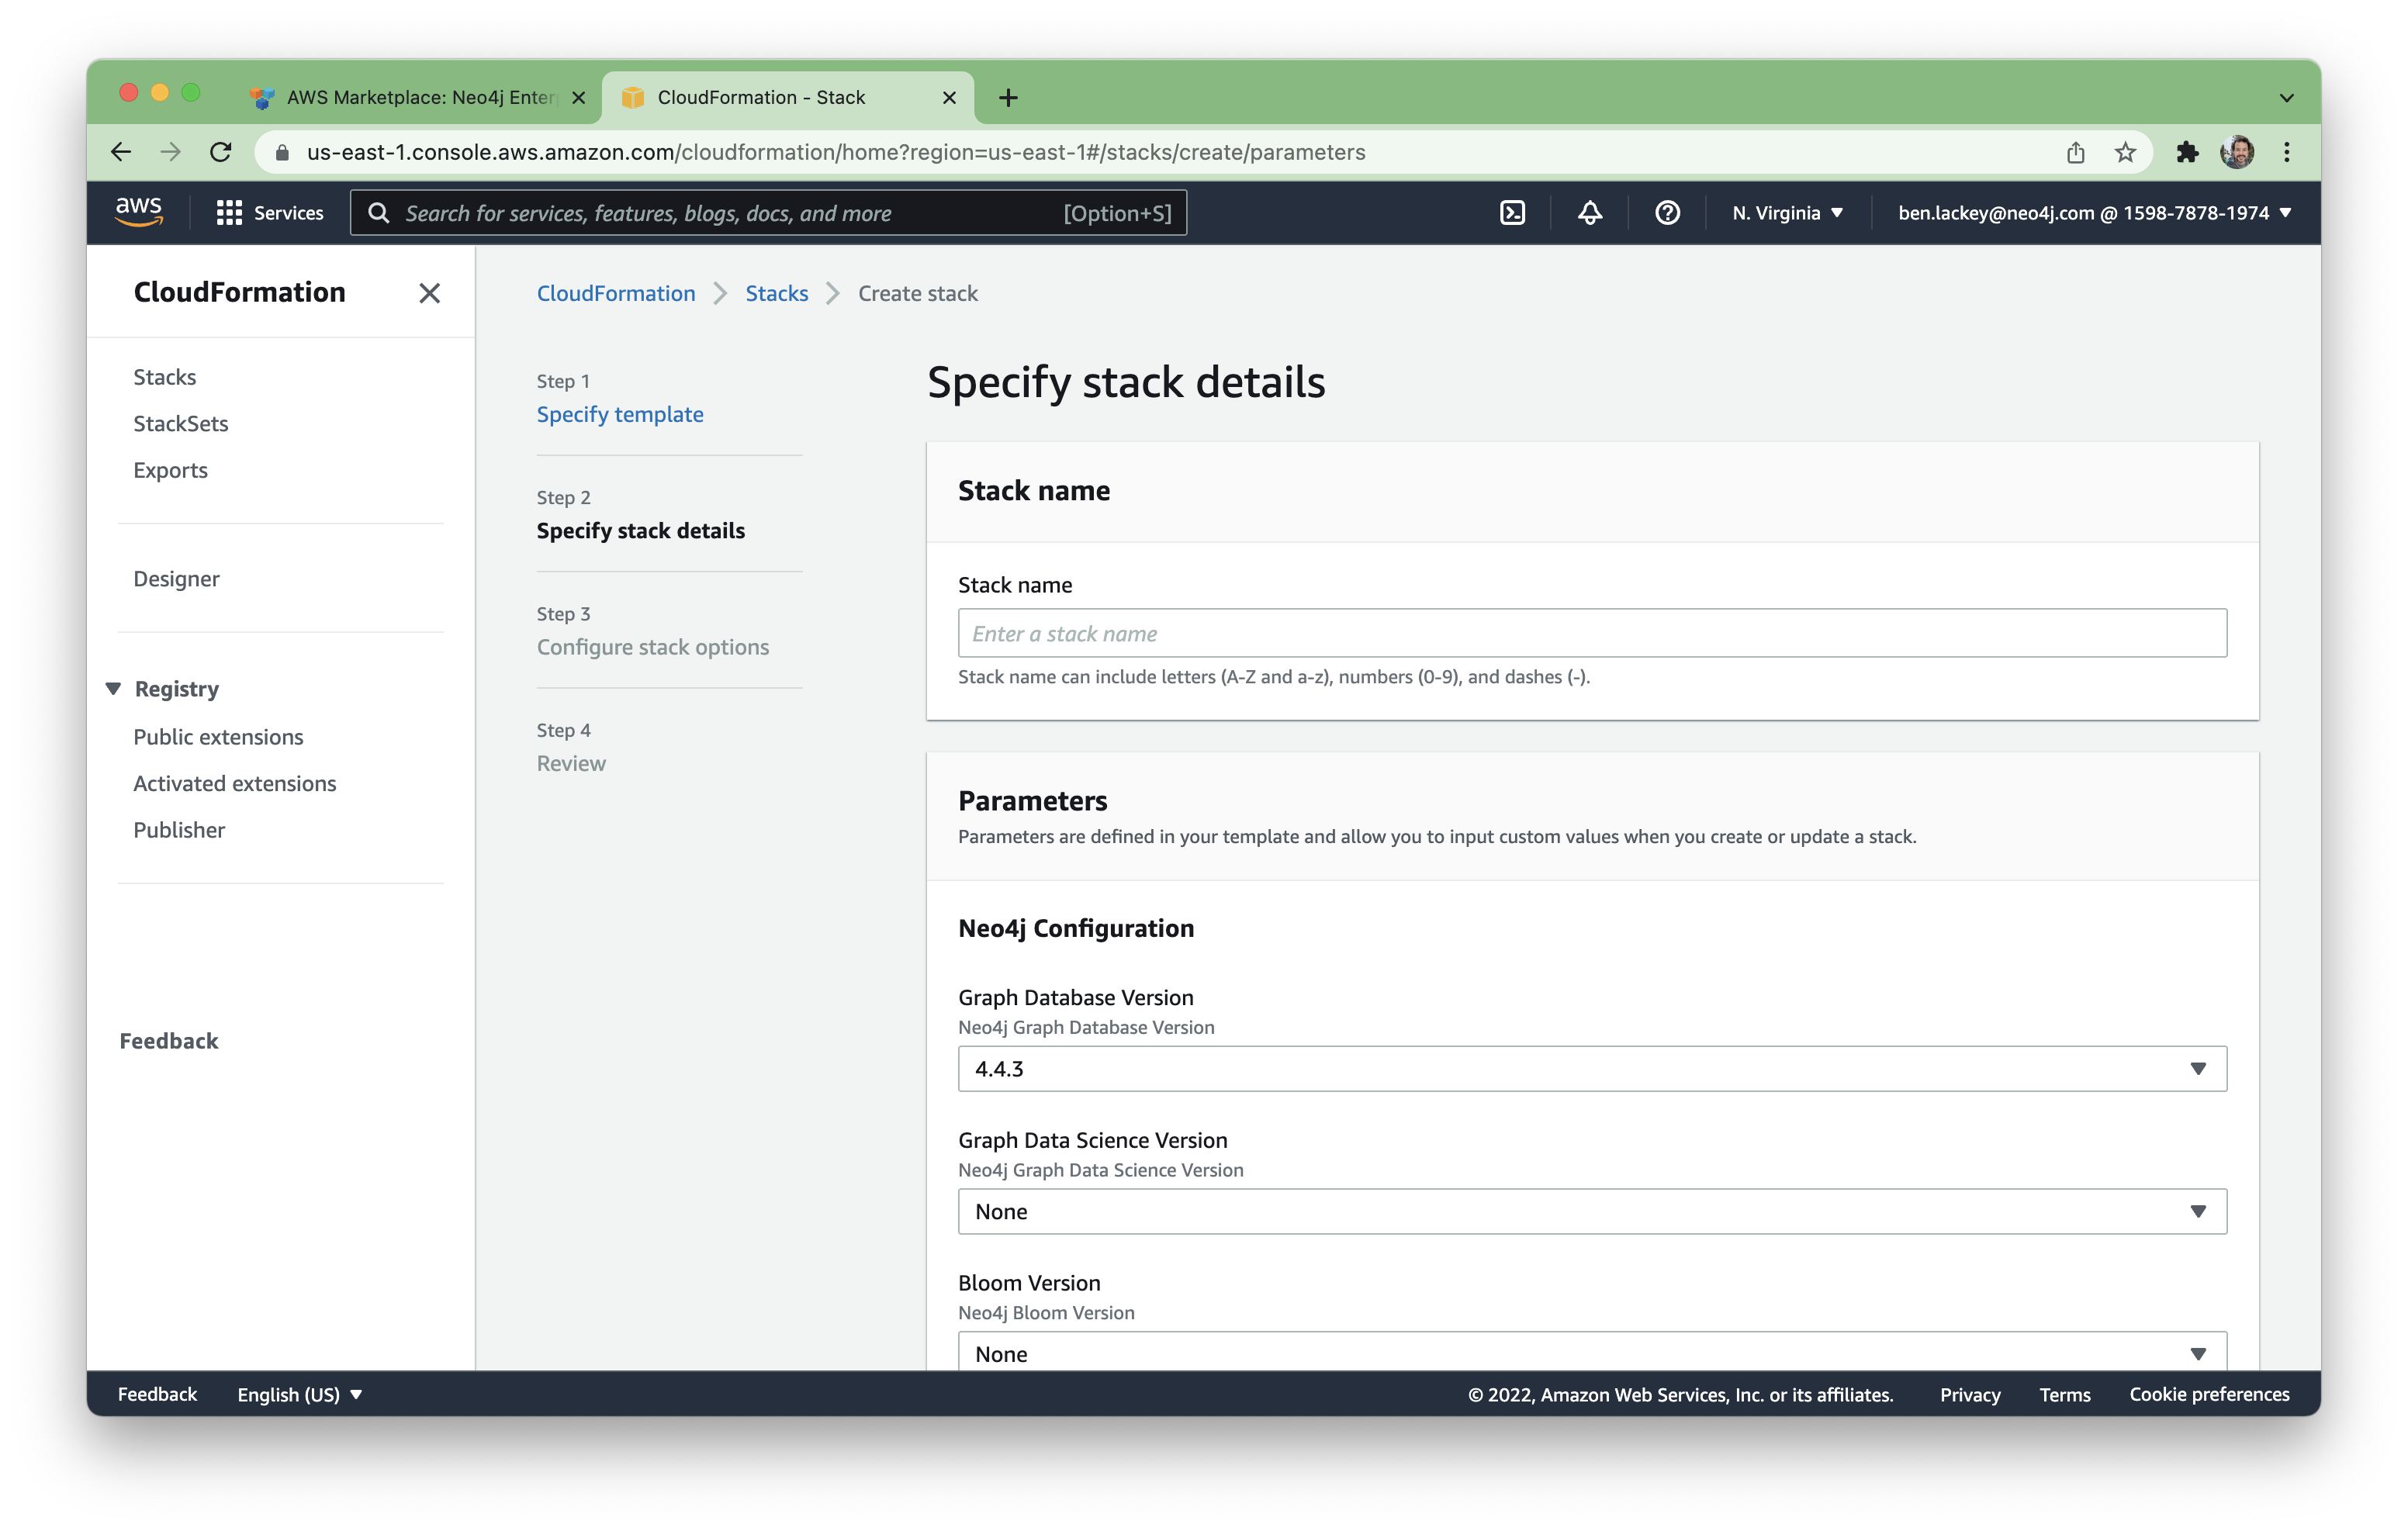 AWS Marketplace: Neo4j Enter
CloudFormation - Stack
us-east-1.console.aws.amazon.com/cloudformation/home?region=us-east-1#/stacks/create/parameters
aws
Services
Search for services, features, blogs, docs, and more
[Option+S]
N. Virginia
ben.lackey@neo4j.com @ 1598-7878-1974
CloudFormation
Stacks
StackSets
Exports
Designer
Registry
Public extensions
Activated extensions
Publisher
Feedback
CloudFormation
Stacks
Create stack
Step 1
Specify template
Step 2
Specify stack details
Step 3
Configure stack options
Step 4
Review
Specify stack details
Stack name
Stack name
Enter a stack name
Stack name can include letters (A-Z and a-z), numbers (0-9), and dashes (-).
Parameters
Parameters are defined in your template and allow you to input custom values when you create or update a stack.
Neo4j Configuration
Graph Database Version
Neo4j Graph Database Version
4.4.3
Graph Data Science Version
Neo4j Graph Data Science Version
None
Bloom Version
Neo4j Bloom Version
None
Feedback
English (US)
© 2022, Amazon Web Services, Inc. or its affiliates.
Privacy
Terms
Cookie preferences